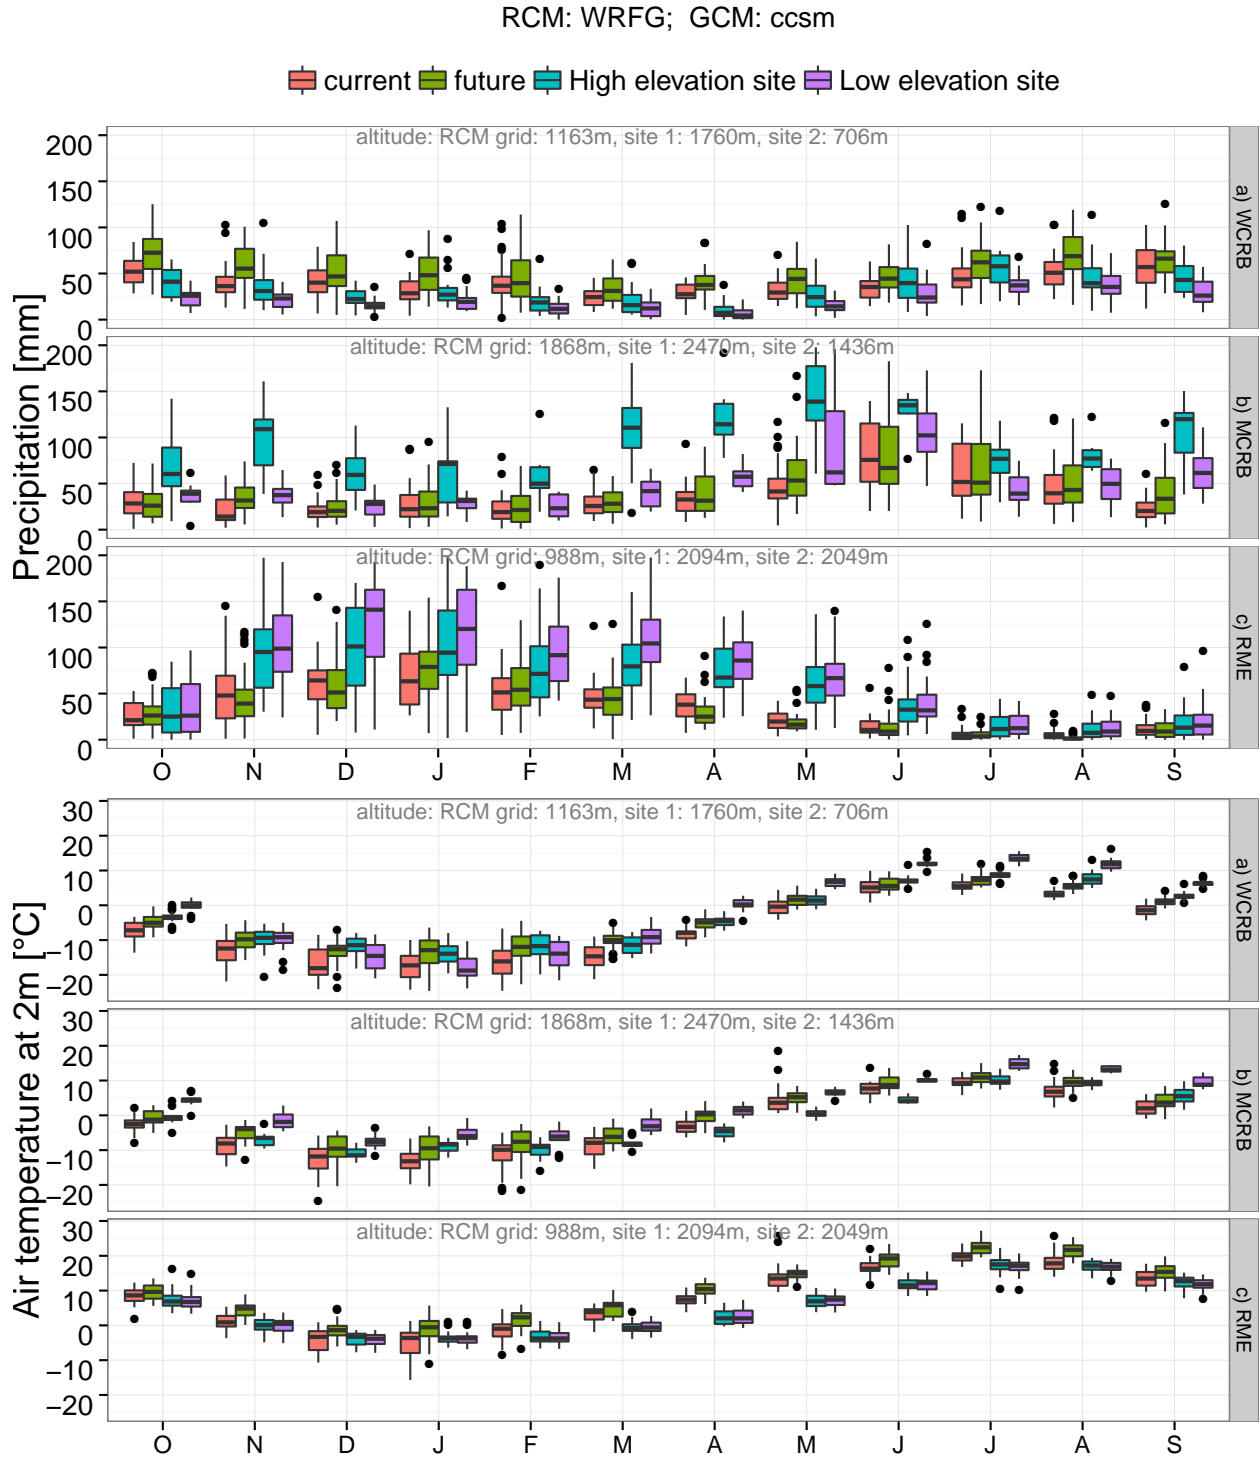 RCM: WRFG;  GCM: ccsm
current future High elevation site Low elevation site
Precipitation [mm]
altitude: RCM grid: 1163m, site 1: 1760m, site 2: 706m
200
150
100
50
0
a) WCRB
altitude: RCM grid: 1868m, site 1: 2470m, site 2: 1436m
200
150
100
50
0
b) MCRB
altitude: RCM grid: 988m, site 1: 2094m, site 2: 2049m
200
150
100
50
0
c) RME
O N D J F M A M J J A S
Air temperature at 2m [°C]
altitude: RCM grid: 1163m, site 1: 1760m, site 2: 706m
30
20
10
0
−10
−20
a) WCRB
altitude: RCM grid: 1868m, site 1: 2470m, site 2: 1436m
30
20
10
0
−10
−20
b) MCRB
altitude: RCM grid: 988m, site 1: 2094m, site 2: 2049m
30
20
10
0
−10
−20
c) RME
O N D J F M A M J J A S